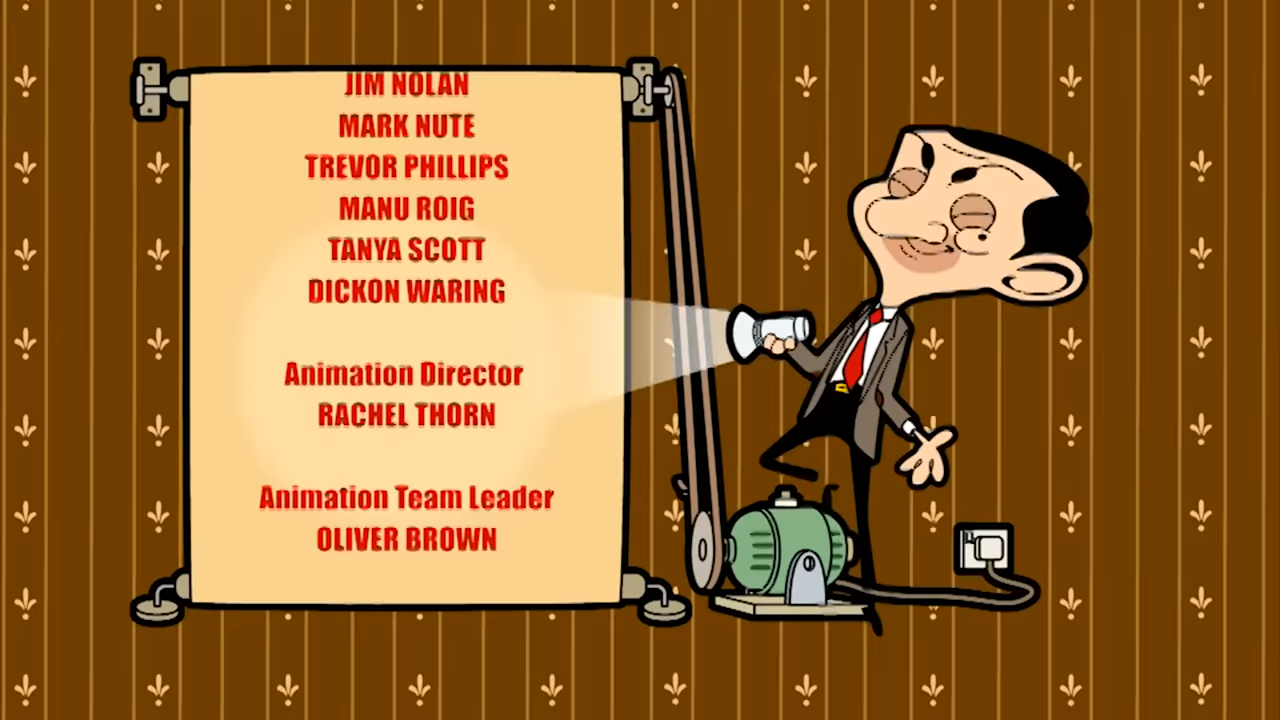 JIM NOLAN
MARK NUTE
TREVOR PHILLIPS
MANU ROIG
TANYA SCOTT
DICKON WARING
Animation Director
RACHEL THORN
Animation Team Leader
OLIVER BROWN